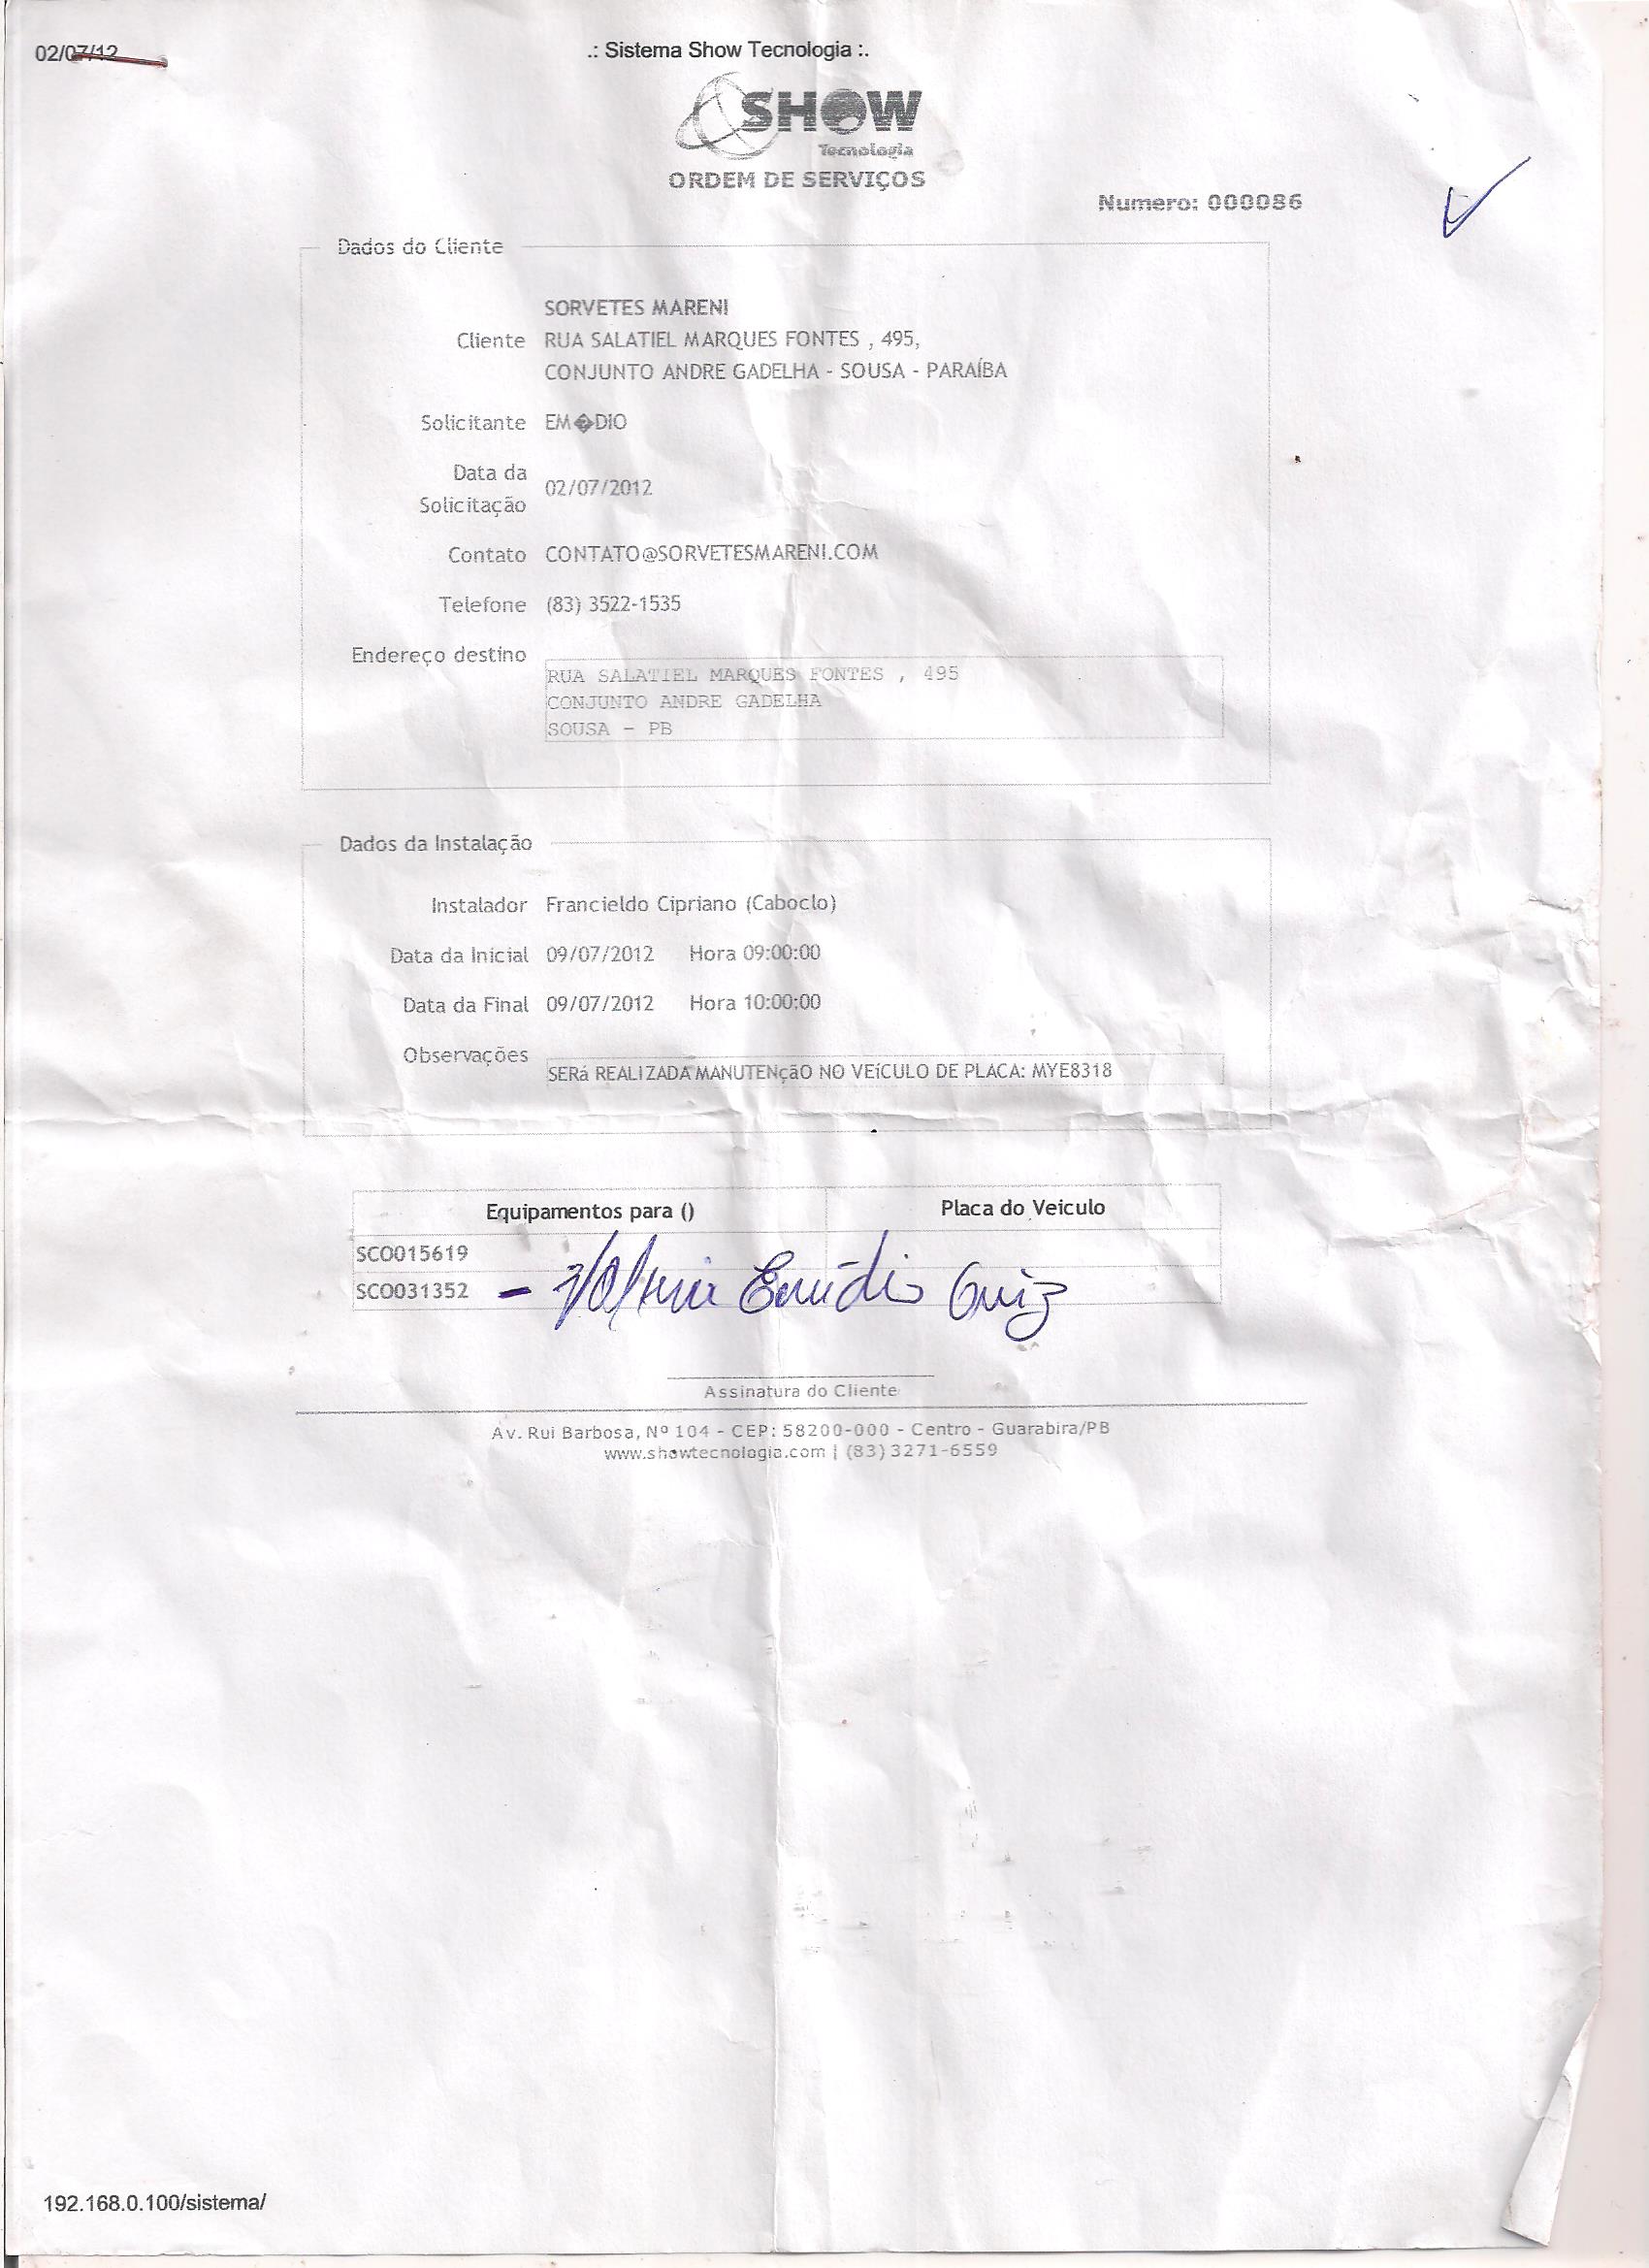 02/07/12
.: Sistema Show Tecnologia :.
SHOW
Tecnologia
ORDEM DE SERVIÇOS
Numero: 000086
Dados do Cliente
SORVETES MARENI
Cliente RUA SALATIEL MARQUES FONTES , 495,
CONJUNTO ANDRE GADELHA - SOUSA - PARAÍBA
Solicitante EM�DIO
Data da
Solicitação 02/07/2012
Contato CONTATO@SORVETESMARENI.COM
Telefone (83) 3522-1535
Endereço destino
RUA SALATIEL MARQUES FONTES , 495
CONJUNTO ANDRE GADELHA
SOUSA - PB
Dados da Instalação
Instalador Francieldo Cipriano (Caboclo)
Data da Inicial 09/07/2012 Hora 09:00:00
Data da Final 09/07/2012 Hora 10:00:00
Observações
SERá REALIZADA MANUTENçãO NO VEíCULO DE PLACA: MYE8318
Equipamentos para () Placa do Veiculo
SCO015619
SCO031352 - Emídio
Assinatura do Cliente
Av. Rui Barbosa, Nº 104 - CEP: 58200-000 - Centro - Guarabira/PB
www.showtecnologia.com | (83) 3271-6559
192.168.0.100/sistema/